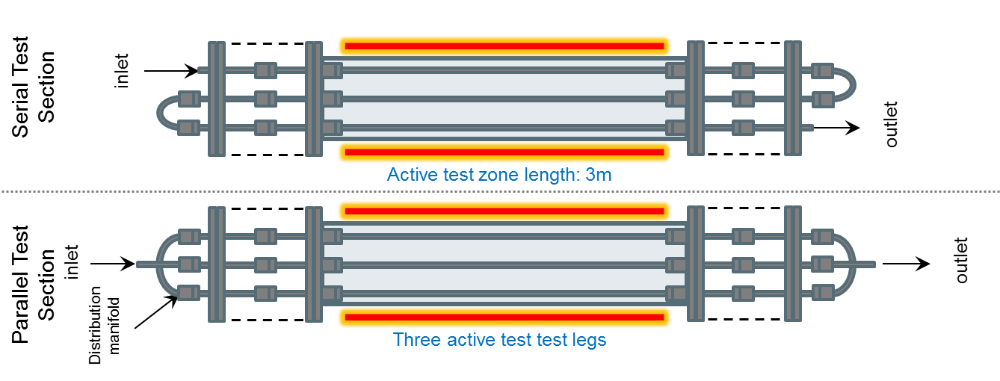 Serial Test
Section
inlet
outlet
Active test zone length: 3m
Parallel Test
Section
inlet
Distribution
manifold
outlet
Three active test test legs